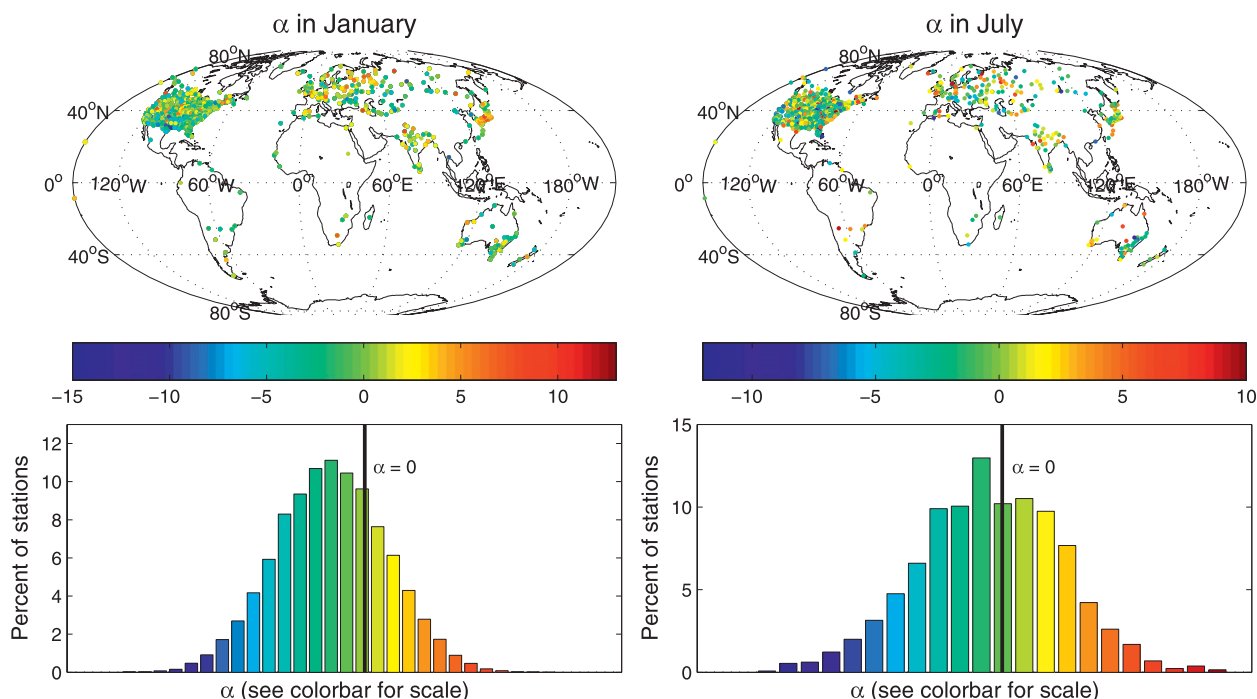 α in January
α in July
80°N
40°N
0°
120°W
60°W
0°
60°E
120°E
180°W
40°S
80°S
80°N
40°N
0°
120°W
60°W
0°
60°E
120°E
180°W
40°S
80°S
−15
−10
−5
0
5
10
−10
−5
0
5
10
Percent of stations
12
10
8
6
4
2
0
α = 0
α (see colorbar for scale)
Percent of stations
15
10
5
0
α = 0
α (see colorbar for scale)